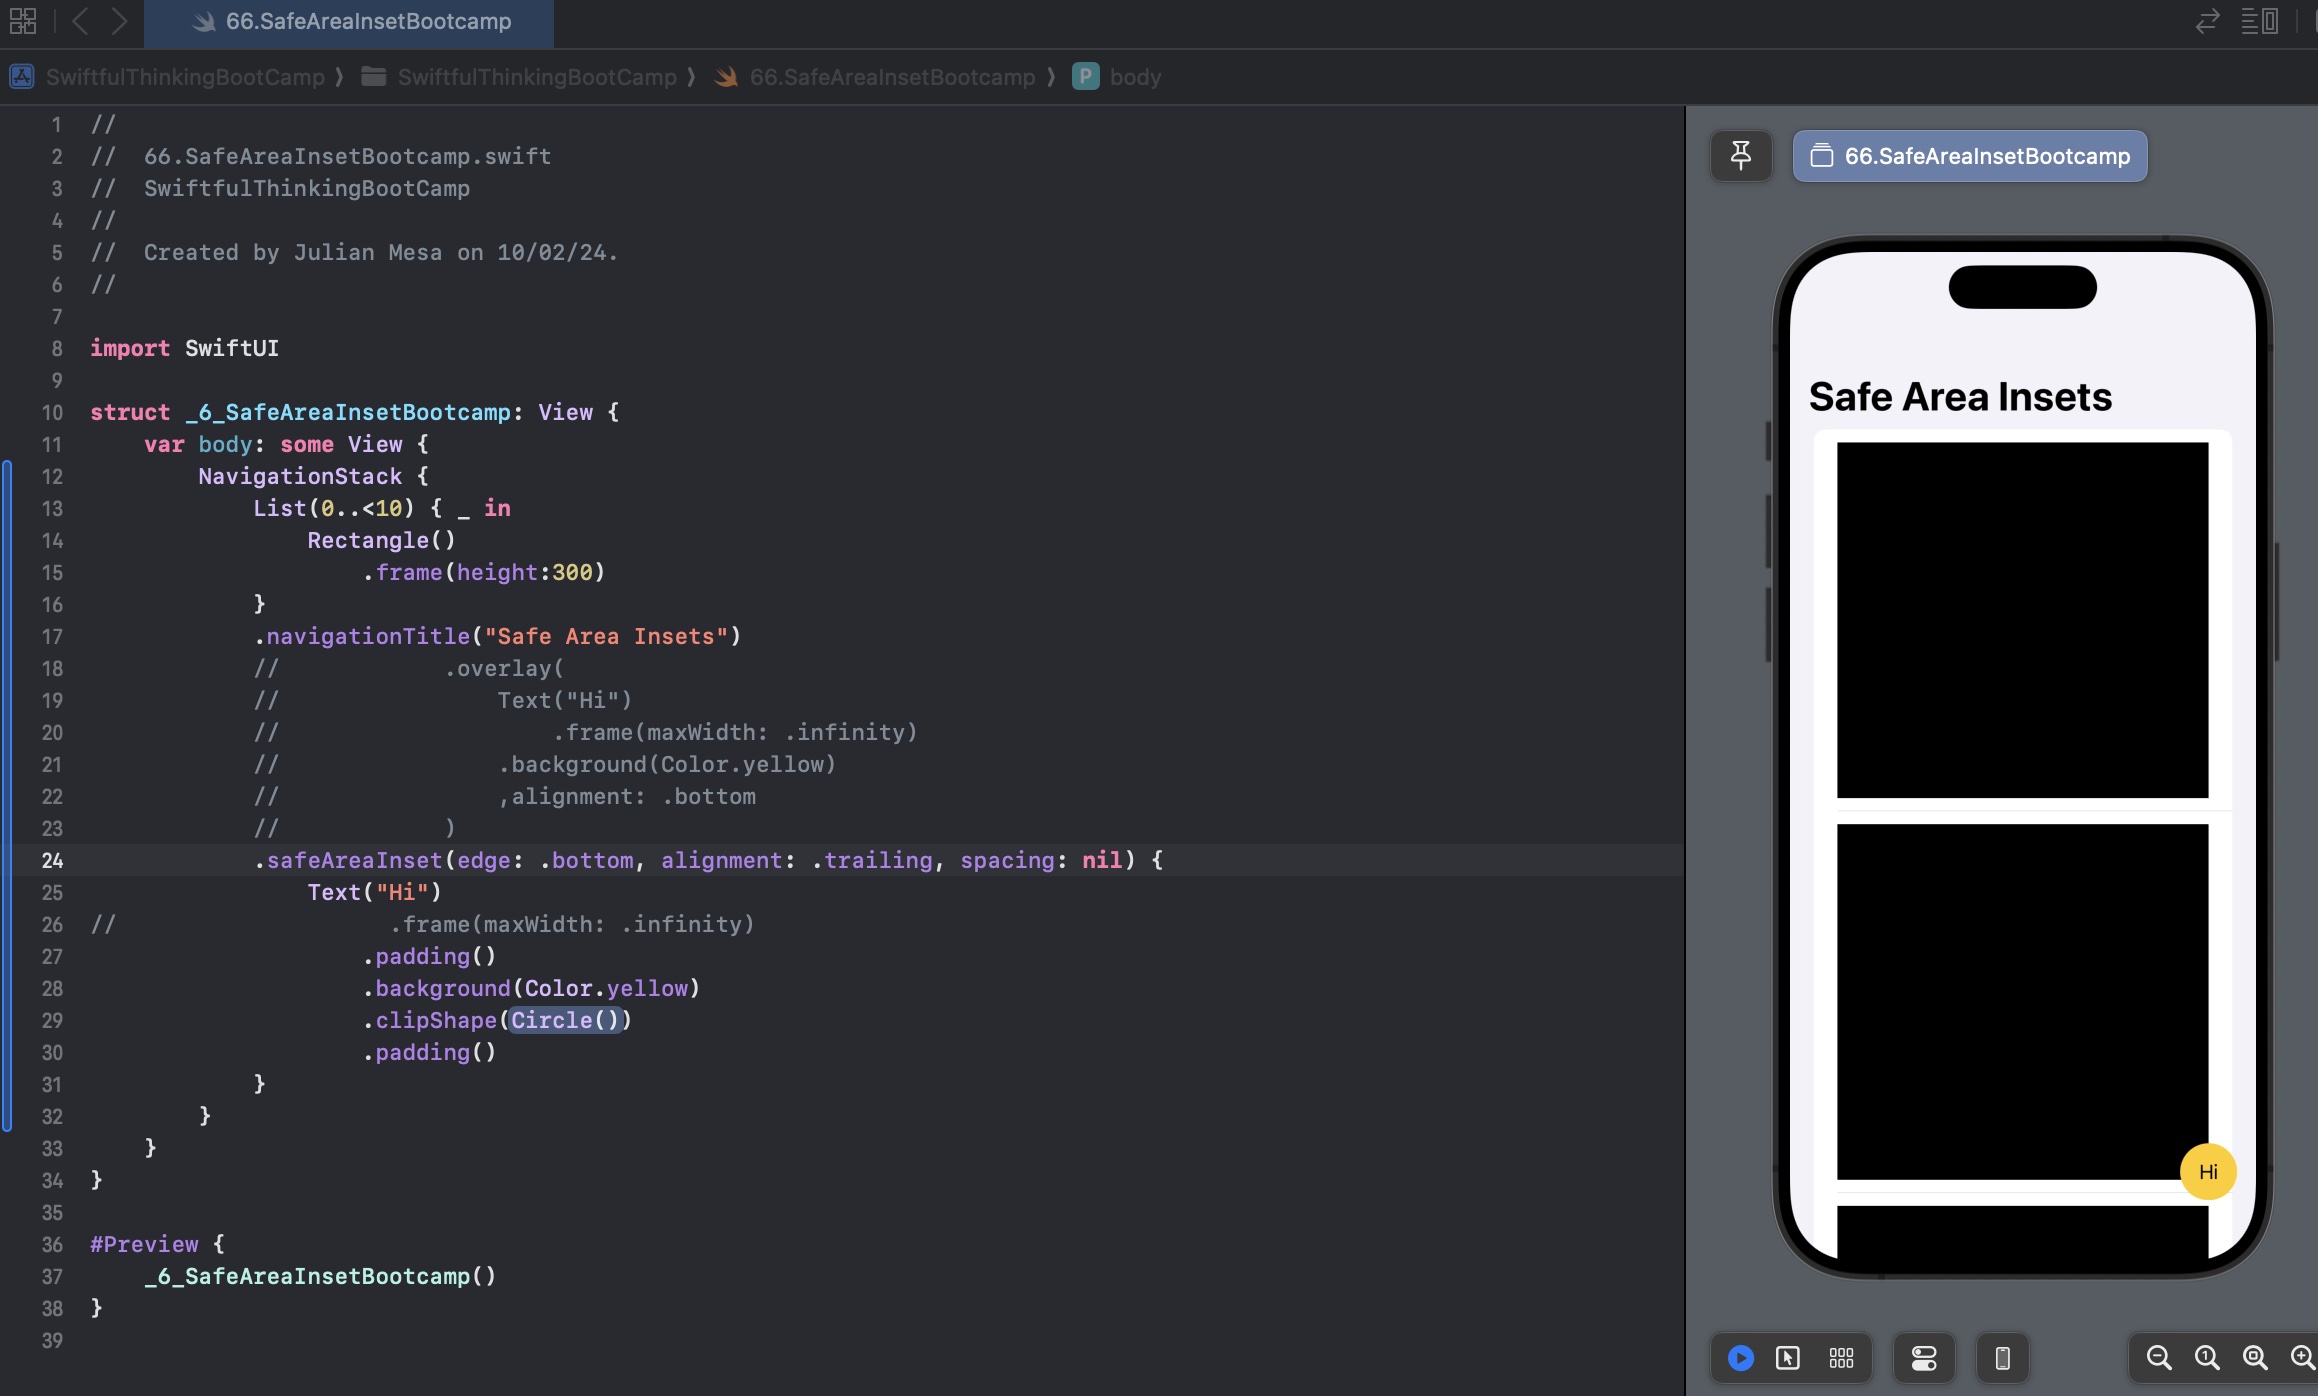 66.SafeAreaInsetBootcamp
SwiftfulThinkingBootCamp ⟩ SwiftfulThinkingBootCamp ⟩ 66.SafeAreaInsetBootcamp ⟩ P body
1 //
2 //  66.SafeAreaInsetBootcamp.swift
3 //  SwiftfulThinkingBootCamp
4 //
5 //  Created by Julian Mesa on 10/02/24.
6 //
7
8 import SwiftUI
9
10 struct _6_SafeAreaInsetBootcamp: View {
11     var body: some View {
12         NavigationStack {
13             List(0..<10) { _ in
14                 Rectangle()
15                     .frame(height:300)
16             }
17             .navigationTitle("Safe Area Insets")
18             //            .overlay(
19             //                Text("Hi")
20             //                    .frame(maxWidth: .infinity)
21             //                .background(Color.yellow)
22             //                ,alignment: .bottom
23             //            )
24             .safeAreaInset(edge: .bottom, alignment: .trailing, spacing: nil) {
25                 Text("Hi")
26 //                    .frame(maxWidth: .infinity)
27                     .padding()
28                     .background(Color.yellow)
29                     .clipShape(Circle())
30                     .padding()
31             }
32         }
33     }
34 }
35
36 #Preview {
37     _6_SafeAreaInsetBootcamp()
38 }
39
66.SafeAreaInsetBootcamp
Safe Area Insets
Hi